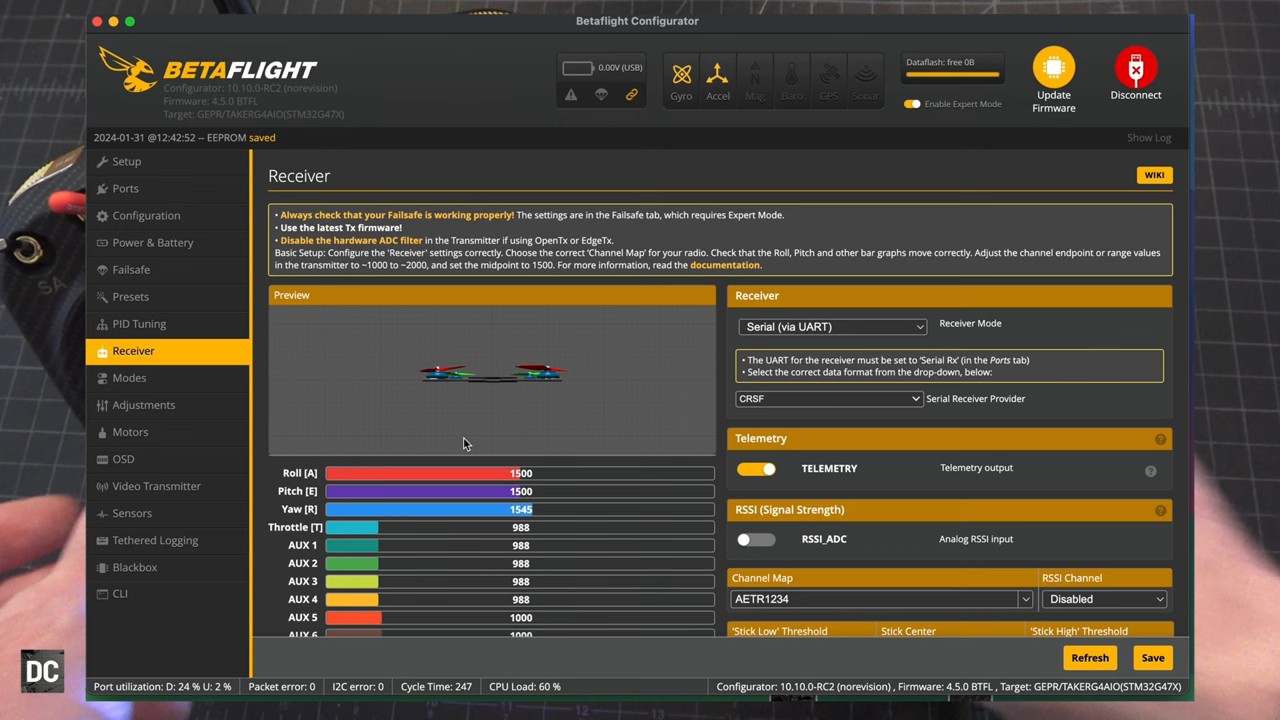 Betaflight Configurator
BETAFLIGHT
Configurator: 10.10.0-RC2 (norevision)
Firmware: 4.5.0 BTFL
Target: GEPR/TAKERG4AIO(STM32G47X)
0.00V (USB)
Gyro
Accel
Mag
Baro
GPS
Sonar
Dataflash: free 0B
Enable Expert Mode
Update
Firmware
Disconnect
2024-01-31 @12:42:52 -- EEPROM saved
Show Log
Setup
Ports
Configuration
Power & Battery
Failsafe
Presets
PID Tuning
Receiver
Modes
Adjustments
Motors
OSD
Video Transmitter
Sensors
Tethered Logging
Blackbox
CLI
Receiver
WIKI
• Always check that your Failsafe is working properly! The settings are in the Failsafe tab, which requires Expert Mode.
• Use the latest Tx firmware!
• Disable the hardware ADC filter in the Transmitter if using OpenTx or EdgeTx.
Basic Setup: Configure the 'Receiver' settings correctly. Choose the correct 'Channel Map' for your radio. Check that the Roll, Pitch and other bar graphs move correctly. Adjust the channel endpoint or range values
in the transmitter to ~1000 to ~2000, and set the midpoint to 1500. For more information, read the documentation.
Preview
Roll [A] 1500
Pitch [E] 1500
Yaw [R] 1545
Throttle [T] 988
AUX 1 988
AUX 2 988
AUX 3 988
AUX 4 988
AUX 5 1000
AUX 6 1000
Receiver
Serial (via UART) Receiver Mode
• The UART for the receiver must be set to 'Serial Rx' (in the Ports tab)
• Select the correct data format from the drop-down, below:
CRSF Serial Receiver Provider
Telemetry ?
TELEMETRY Telemetry output ?
RSSI (Signal Strength) ?
RSSI_ADC Analog RSSI input
Channel Map RSSI Channel
AETR1234 Disabled
'Stick Low' Threshold Stick Center 'Stick High' Threshold
Refresh Save
DC
SA
Port utilization: D: 24 % U: 2 % Packet error: 0 I2C error: 0 Cycle Time: 247 CPU Load: 60 % Configurator: 10.10.0-RC2 (norevision) , Firmware: 4.5.0 BTFL , Target: GEPR/TAKERG4AIO(STM32G47X)
12
13